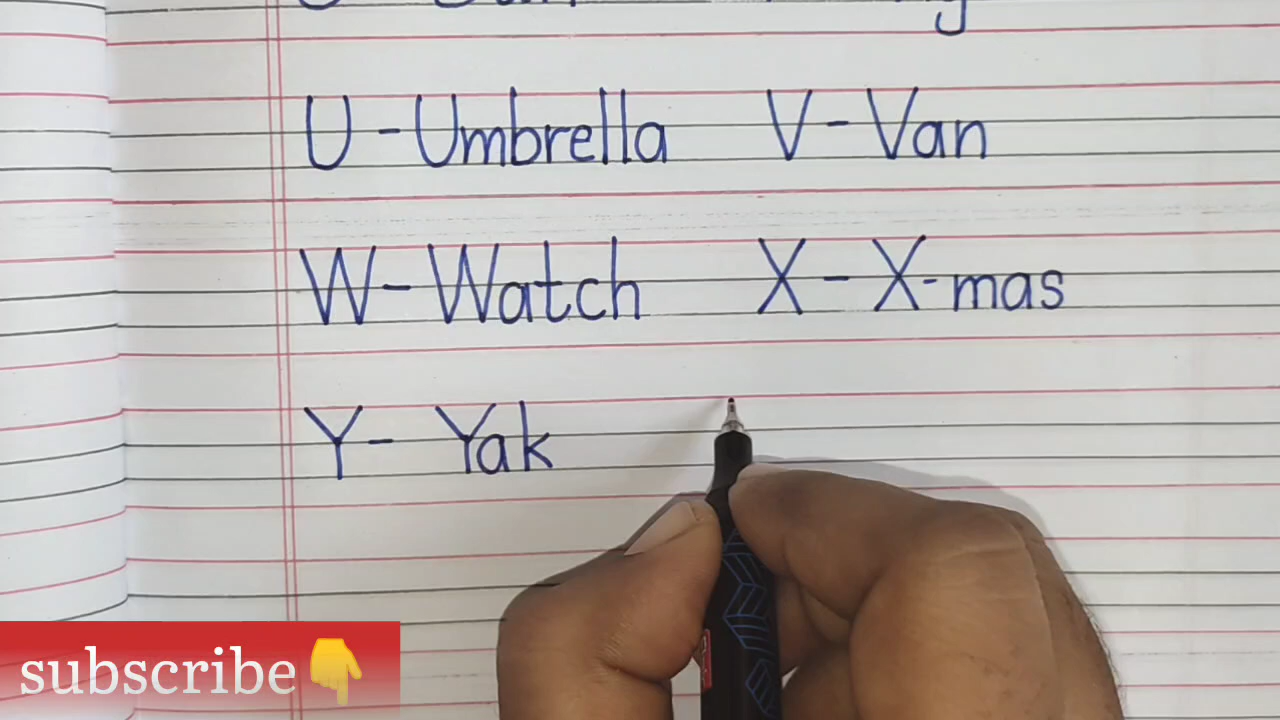 U - Umbrella V - Van
W - Watch X - X-mas
Y - Yak
subscribe👇